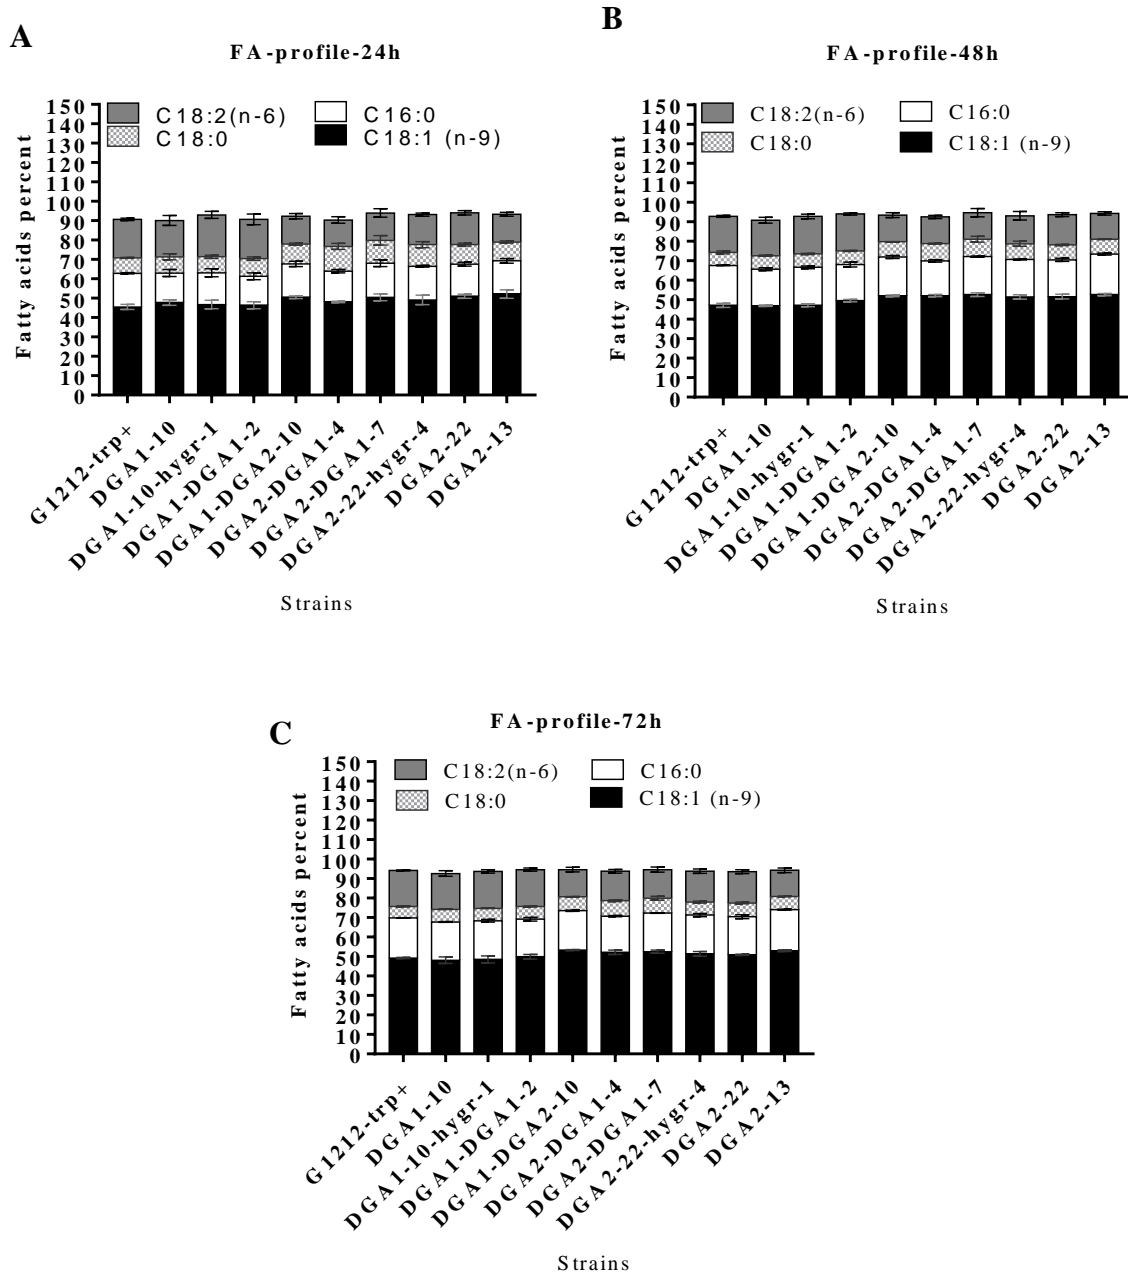 A
FA-profile-24h
C18:2(n-6)
C16:0
C18:0
C18:1 (n-9)
Fatty acids percent
150
140
130
120
110
100
90
80
70
60
50
40
30
20
10
0
G1212-trp+
DGA1-10
DGA1-10-hygr-1
DGA1-DGA1-2
DGA1-DGA2-10
DGA2-DGA1-4
DGA2-DGA1-7
DGA2-22-hygr-4
DGA2-22
DGA2-13
Strains
B
FA-profile-48h
C18:2(n-6)
C16:0
C18:0
C18:1 (n-9)
Fatty acids percent
150
140
130
120
110
100
90
80
70
60
50
40
30
20
10
0
G1212-trp+
DGA1-10
DGA1-10-hygr-1
DGA1-DGA1-2
DGA1-DGA2-10
DGA2-DGA1-4
DGA2-DGA1-7
DGA2-22-hygr-4
DGA2-22
DGA2-13
Strains
C
FA-profile-72h
C18:2(n-6)
C16:0
C18:0
C18:1 (n-9)
Fatty acids percent
150
140
130
120
110
100
90
80
70
60
50
40
30
20
10
0
G1212-trp+
DGA1-10
DGA1-10-hygr-1
DGA1-DGA1-2
DGA1-DGA2-10
DGA2-DGA1-4
DGA2-DGA1-7
DGA2-22-hygr-4
DGA2-22
DGA2-13
Strains